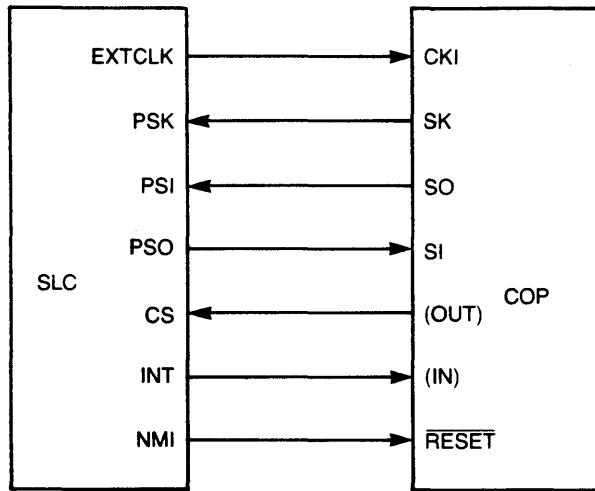 EXTCLK CKI
PSK SK
PSI SO
PSO SI
SLC COP
CS (OUT)
INT (IN)
NMI RESET